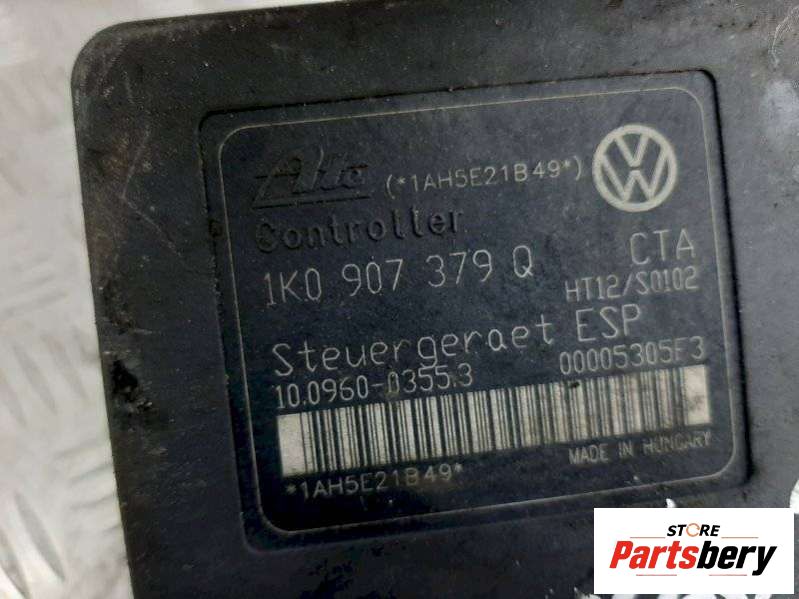 Ate (*1AH5E21B49*)
Controller
1K0 907 379 Q CTA
HT12/S0102
Steuergeraet ESP
10.0960-0355.3 00005305F3
MADE IN HUNGARY
*1AH5E21B49*
STORE
Partsbery